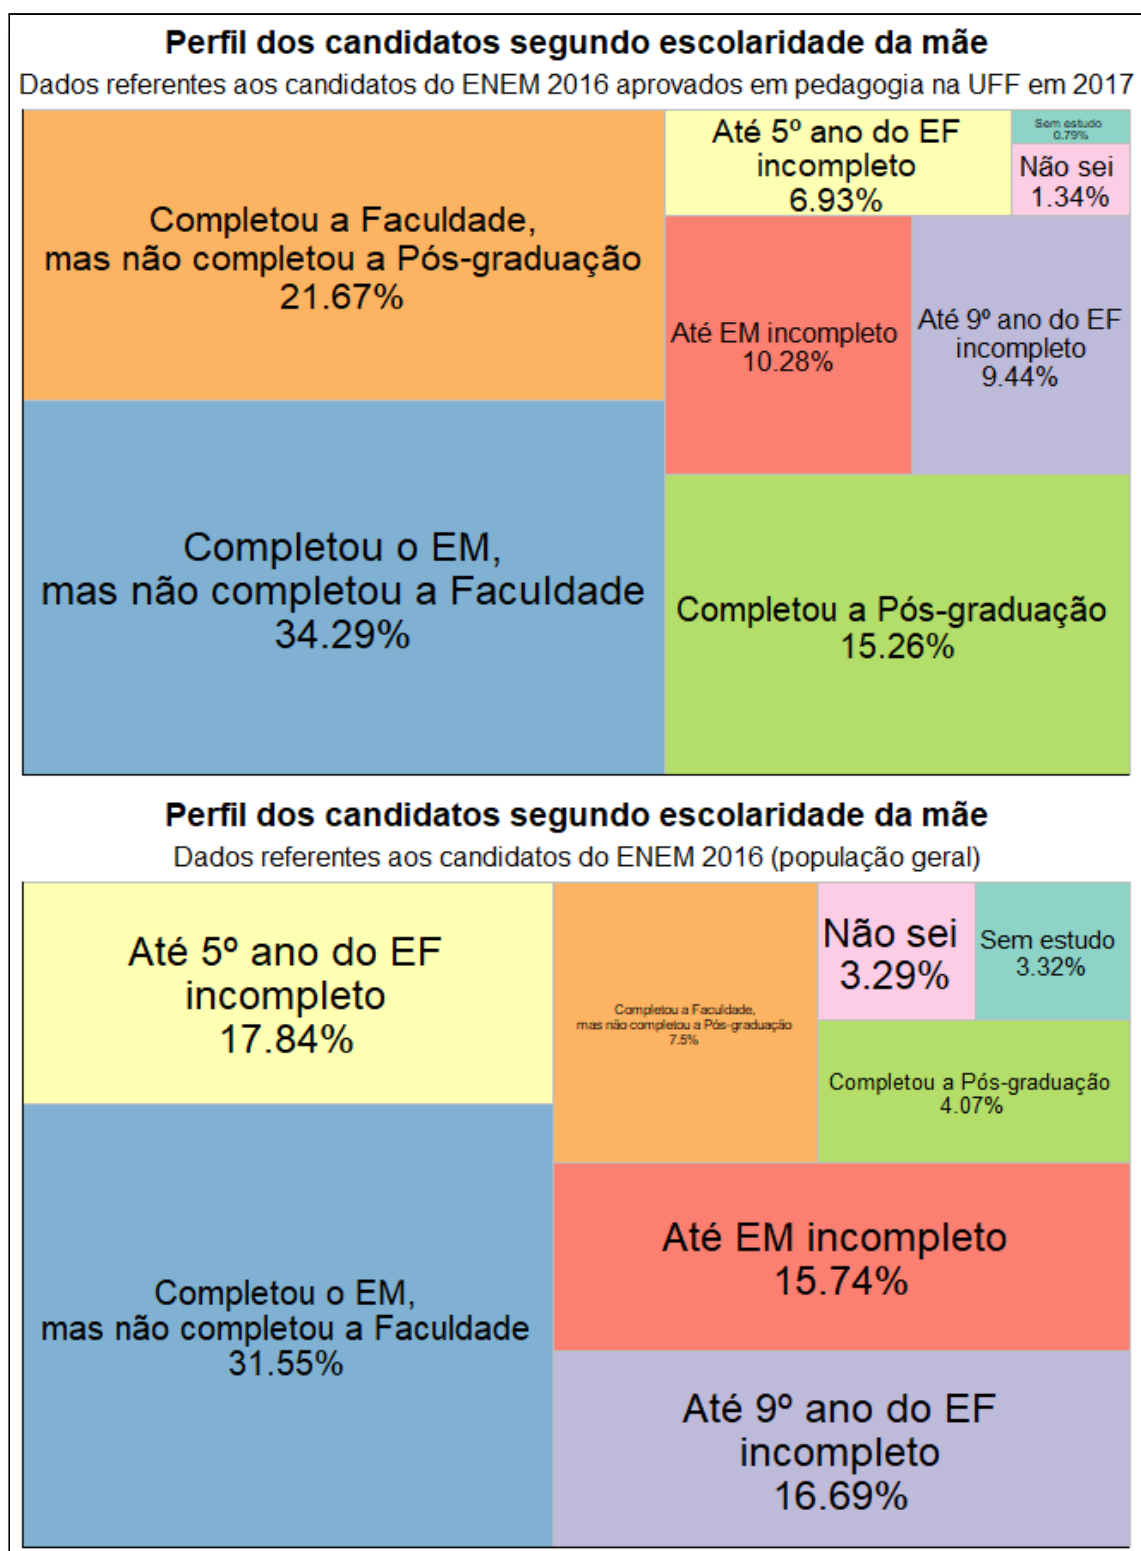 Perfil dos candidatos segundo escolaridade da mãe
Dados referentes aos candidatos do ENEM 2016 aprovados em pedagogia na UFF em 2017
Completou a Faculdade,
mas não completou a Pós-graduação
21.67%
Completou o EM,
mas não completou a Faculdade
34.29%
Até 5º ano do EF
incompleto
6.93%
Sem estudo
0.79%
Não sei
1.34%
Até EM incompleto
10.28%
Até 9º ano do EF
incompleto
9.44%
Completou a Pós-graduação
15.26%
Perfil dos candidatos segundo escolaridade da mãe
Dados referentes aos candidatos do ENEM 2016 (população geral)
Até 5º ano do EF
incompleto
17.84%
Completou o EM,
mas não completou a Faculdade
31.55%
Completou a Faculdade,
mas não completou a Pós-graduação
7.5%
Não sei
3.29%
Sem estudo
3.32%
Completou a Pós-graduação
4.07%
Até EM incompleto
15.74%
Até 9º ano do EF
incompleto
16.69%